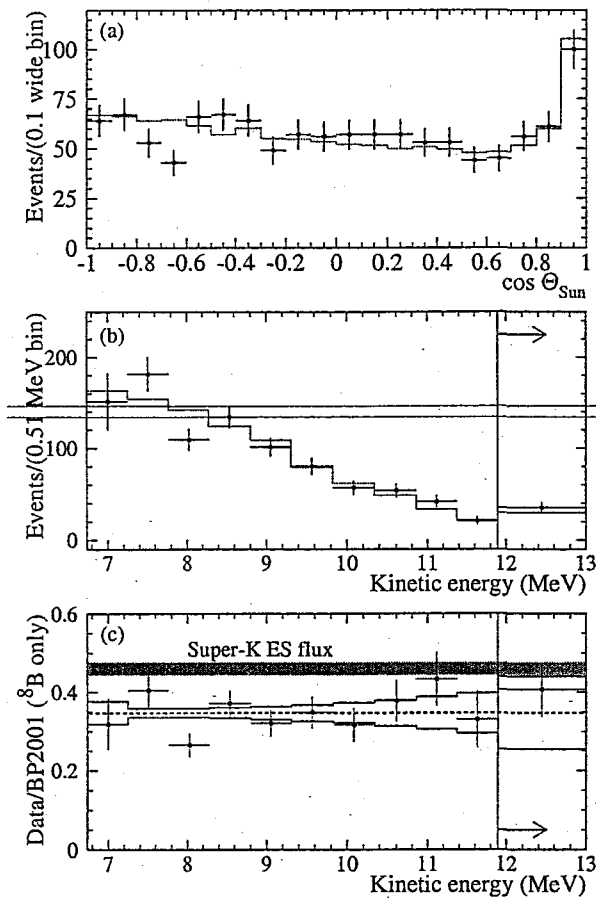 (a)
Events/(0.1 wide bin)
100
75
50
25
0
-1 -0.8 -0.6 -0.4 -0.2 0 0.2 0.4 0.6 0.8 1
cos ΘSun
(b)
Events/(0.51 MeV bin)
200
100
0
7 8 9 10 11 12 13
Kinetic energy (MeV)
(c)
Data/BP2001 (⁸B only)
0.6
0.4
0.2
0
Super-K ES flux
7 8 9 10 11 12 13
Kinetic energy (MeV)